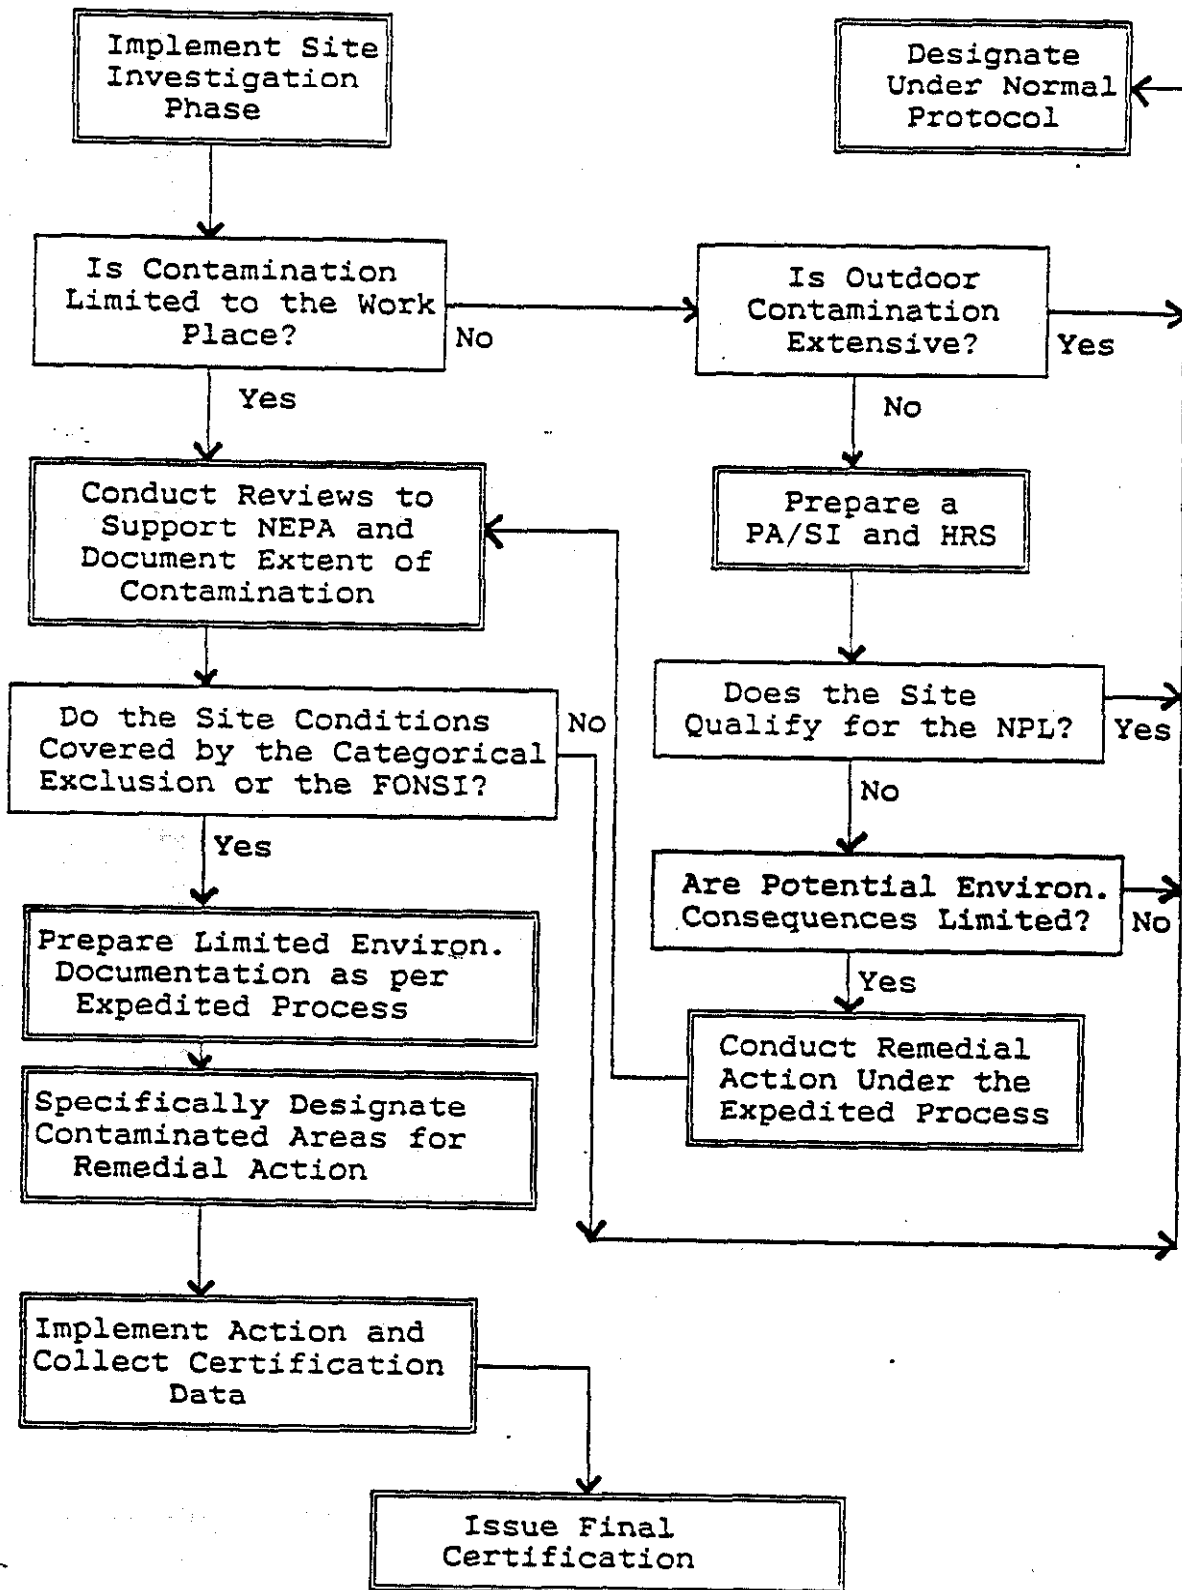 Implement Site
Investigation
Phase
Designate
Under Normal
Protocol
Is Contamination
Limited to the Work
Place?
No
Yes
Is Outdoor
Contamination
Extensive?
Yes
No
Conduct Reviews to
Support NEPA and
Document Extent of
Contamination
Prepare a
PA/SI and HRS
Do the Site Conditions
Covered by the Categorical
Exclusion or the FONSI?
No
Yes
Does the Site
Qualify for the NPL?
Yes
No
Are Potential Environ.
Consequences Limited?
No
Yes
Prepare Limited Environ.
Documentation as per
Expedited Process
Conduct Remedial
Action Under the
Expedited Process
Specifically Designate
Contaminated Areas for
Remedial Action
Implement Action and
Collect Certification
Data
Issue Final
Certification